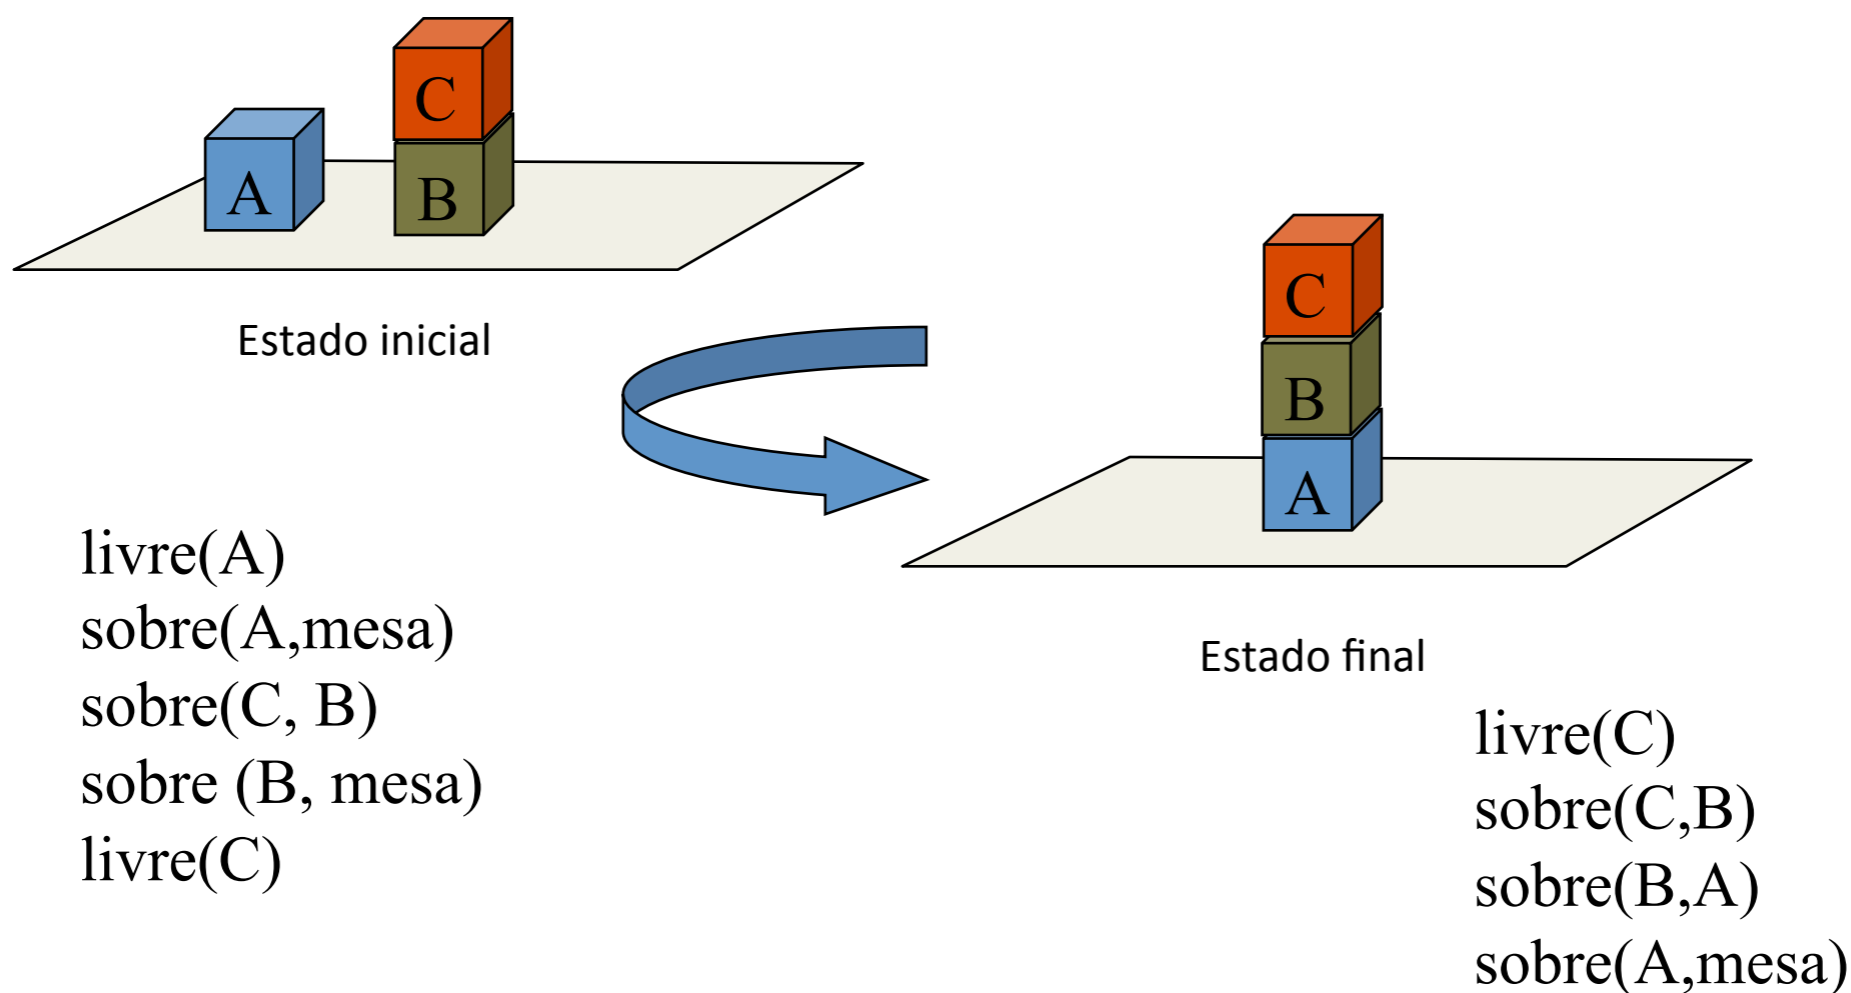 C
A
B
Estado inicial
C
B
A
livre(A)
sobre(A,mesa)
sobre(C, B)
sobre (B, mesa)
livre(C)
Estado final
livre(C)
sobre(C,B)
sobre(B,A)
sobre(A,mesa)